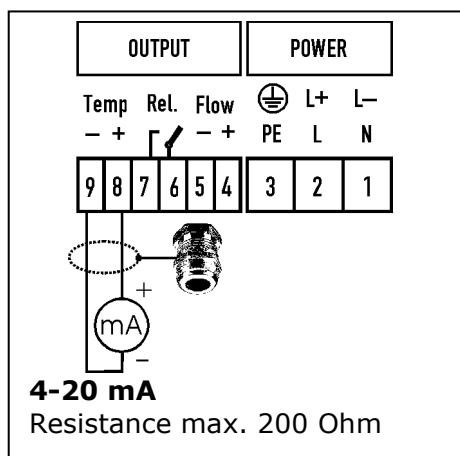 OUTPUT POWER
Temp Rel. Flow L+ L–
– + – + PE L N
9 8 7 6 5 4 3 2 1
+
mA
–
4-20 mA
Resistance max. 200 Ohm